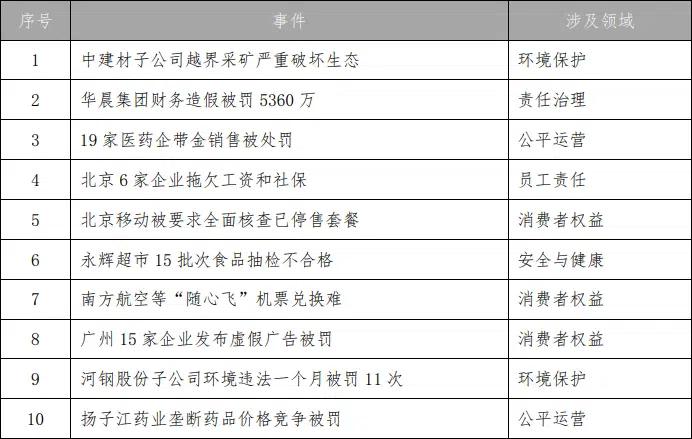 序号 事件 涉及领域
1 中建材子公司越界采矿严重破坏生态 环境保护
2 华晨集团财务造假被罚 5360 万 责任治理
3 19 家医药企带金销售被处罚 公平运营
4 北京 6 家企业拖欠工资和社保 员工责任
5 北京移动被要求全面核查已停售套餐 消费者权益
6 永辉超市 15 批次食品抽检不合格 安全与健康
7 南方航空等“随心飞”机票兑换难 消费者权益
8 广州 15 家企业发布虚假广告被罚 消费者权益
9 河钢股份子公司环境违法一个月被罚 11 次 环境保护
10 扬子江药业垄断药品价格竞争被罚 公平运营